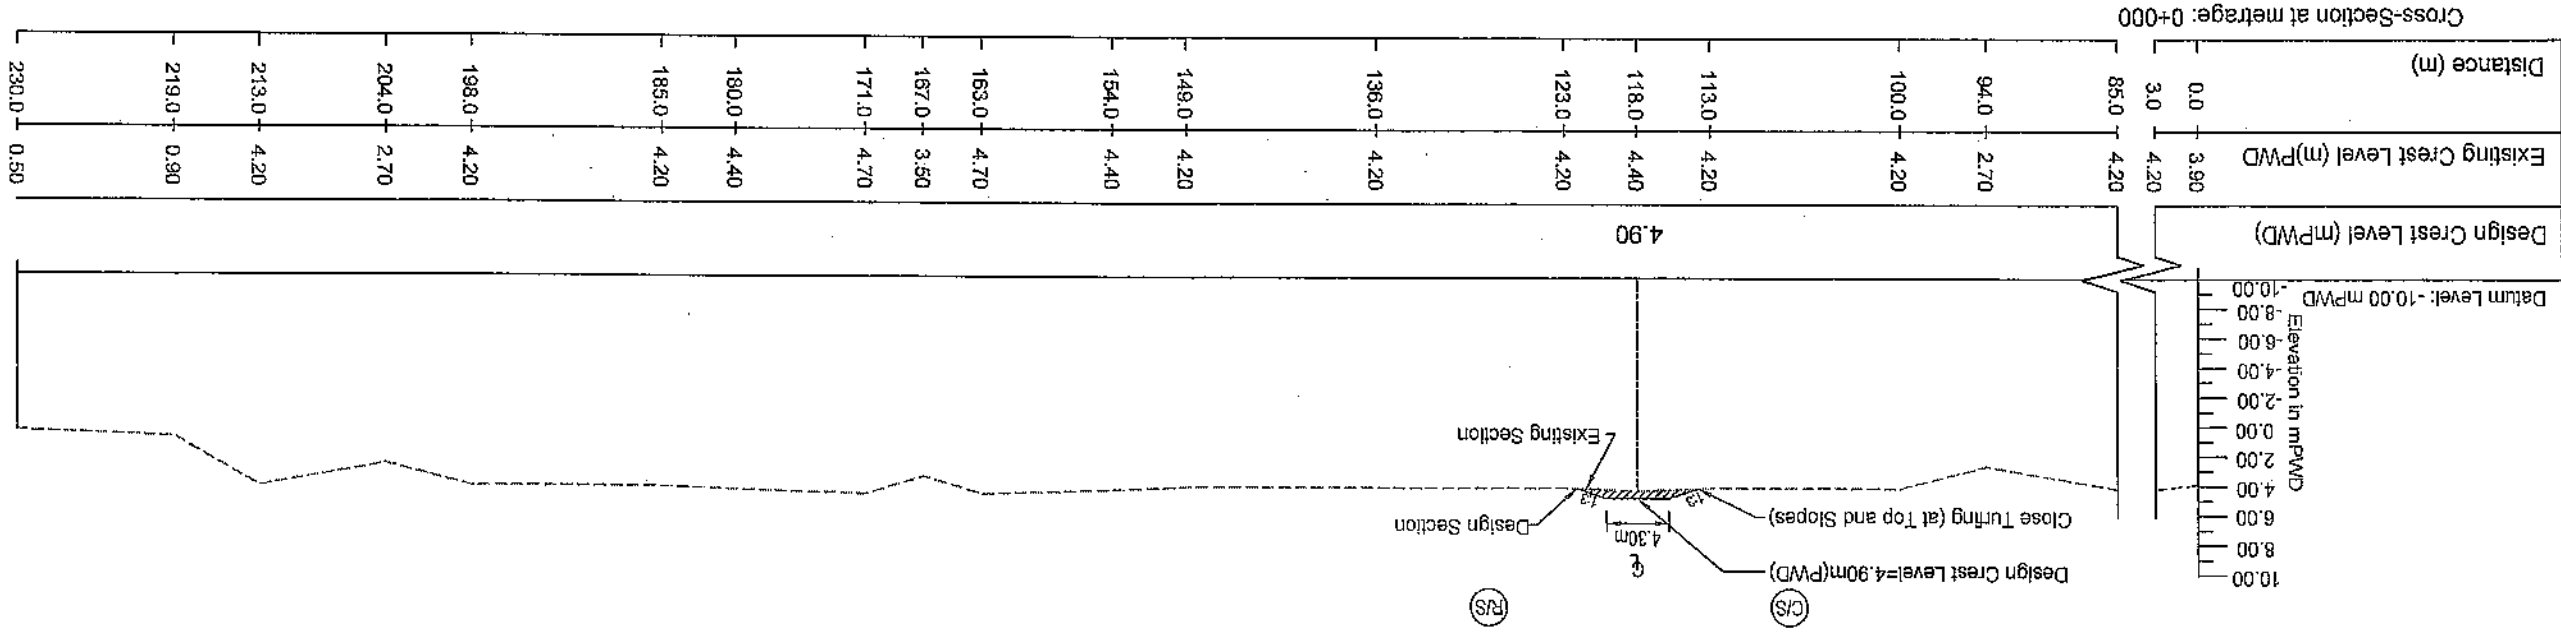 C/S
R/S
Design Crest Level=4.90m(PWD)
C
L
4.30m
Close Turfing (at Top and Slopes)
Design Section
Existing Section
Elevation in mPWD
10.00
8.00
6.00
4.00
2.00
0.00
-2.00
-4.00
-6.00
-8.00
-10.00
Datum Level: -10.00 mPWD
Design Crest Level (mPWD)
4.90
Existing Crest Level (m)PWD
3.90 4.20 4.20 2.70 4.20 4.20 4.40 4.20 4.20 4.20 4.40 4.70 3.50 4.70 4.40 4.20 4.20 2.70 4.20 0.90 0.50
Distance (m)
0.0 3.0 85.0 94.0 100.0 113.0 118.0 123.0 136.0 149.0 154.0 163.0 167.0 171.0 180.0 185.0 198.0 204.0 213.0 219.0 230.0
Cross-Section at metrage: 0+000